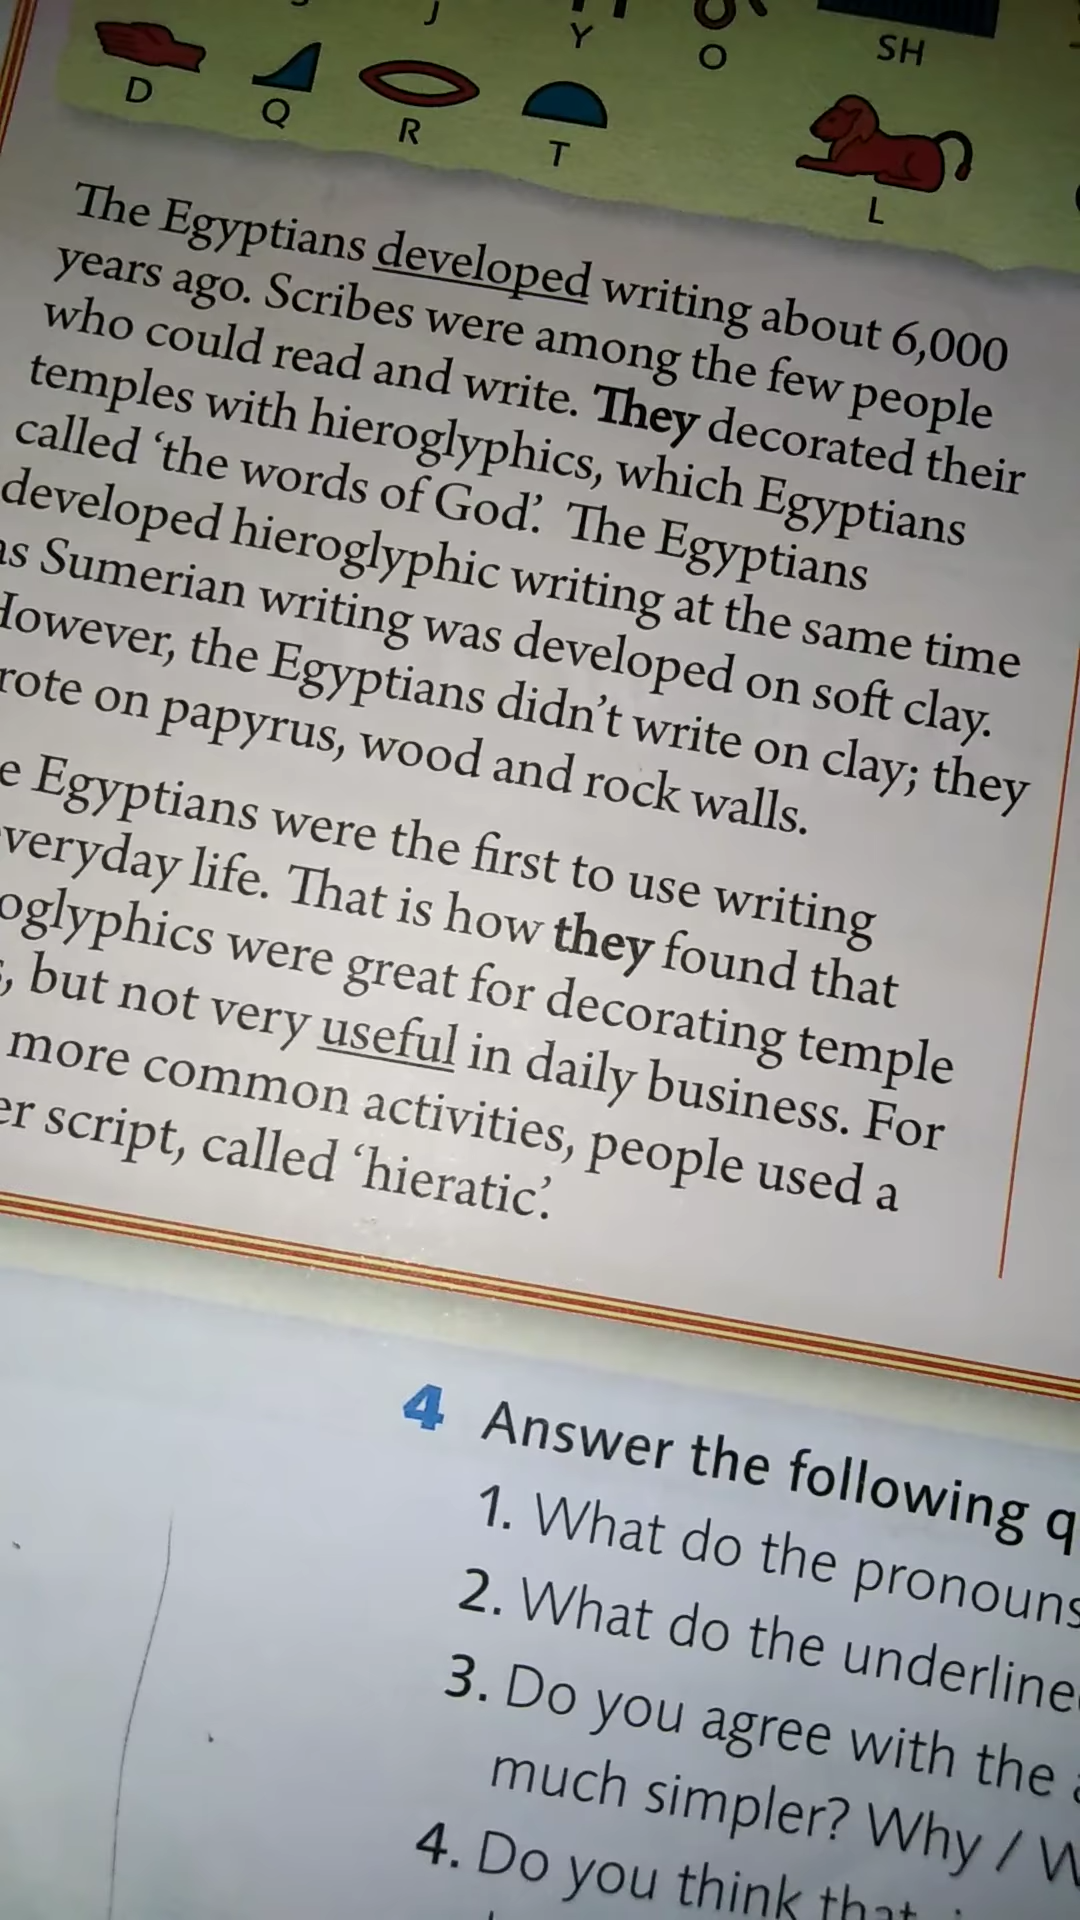 J Y O SH
D Q R T L
The Egyptians developed writing about 6,000
years ago. Scribes were among the few people
who could read and write. They decorated their
temples with hieroglyphics, which Egyptians
called ‘the words of God’. The Egyptians
developed hieroglyphic writing at the same time
as Sumerian writing was developed on soft clay.
However, the Egyptians didn’t write on clay; they
rote on papyrus, wood and rock walls.
e Egyptians were the first to use writing
veryday life. That is how they found that
oglyphics were great for decorating temple
, but not very useful in daily business. For
more common activities, people used a
er script, called ‘hieratic’.
4 Answer the following q
1. What do the pronouns
2. What do the underline
3. Do you agree with the
much simpler? Why / W
4. Do you think that